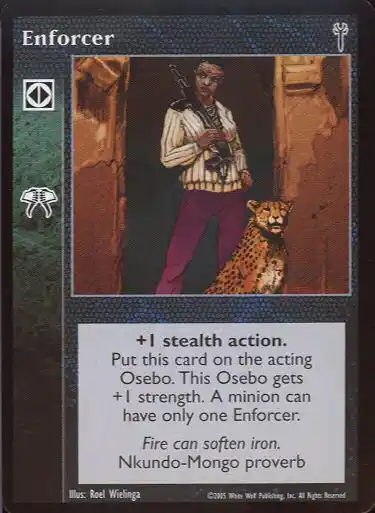 Enforcer
+1 stealth action.
Put this card on the acting
Osebo. This Osebo gets
+1 strength. A minion can
have only one Enforcer.
Fire can soften iron.
Nkundo-Mongo proverb
Illus: Roel Wielinga
©2005 White Wolf Publishing, Inc. All Rights Reserved